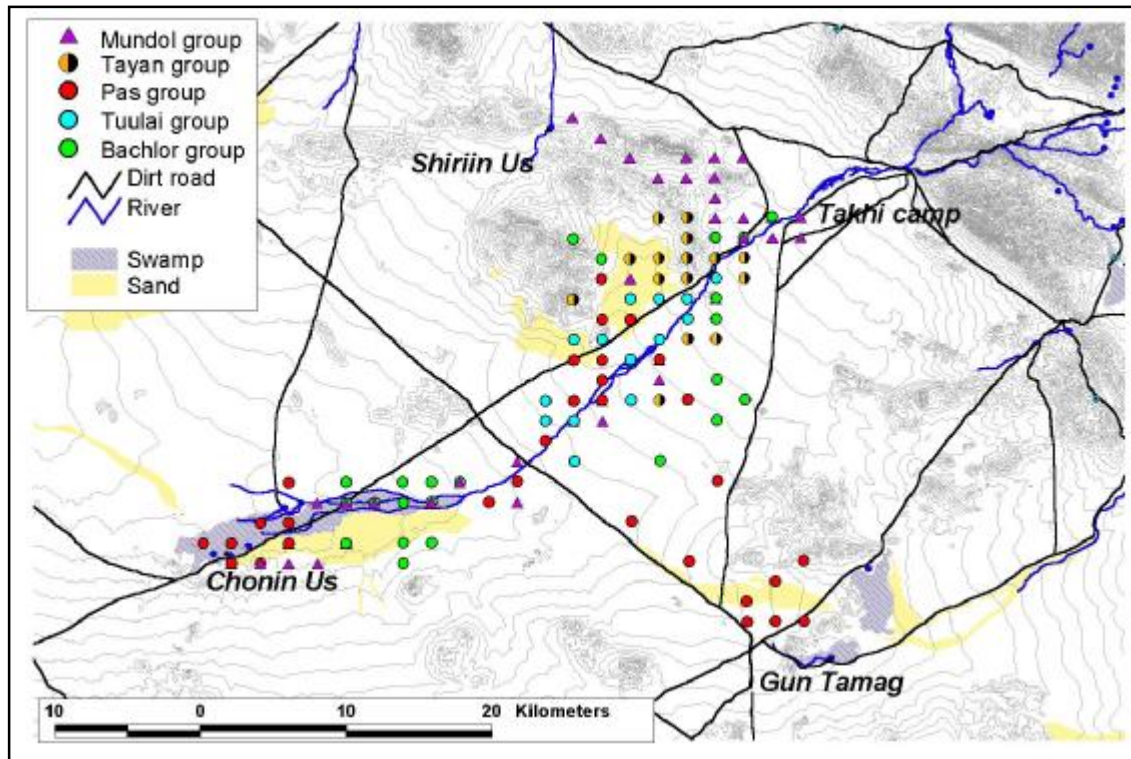 Mundol group
Tayan group
Pas group
Tuulai group
Bachlor group
Dirt road
River
Swamp
Sand
Shiriin Us
Takhi camp
Chonin Us
Gun Tamag
10 0 10 20 Kilometers